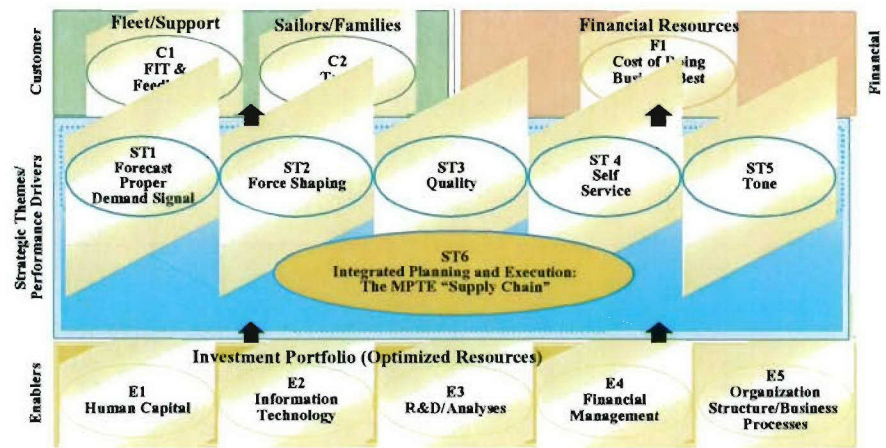 Fleet/Support
Sailors/Families
Financial Resources
Customer
C1
FIT &
C2
F1
Cost of Doing
Best
Financial
Strategic Themes/
Performance Drivers
ST1
Forecast
Proper
Demand Signal
ST2
Force Shaping
ST3
Quality
ST 4
Self
Service
ST5
Tone
ST6
Integrated Planning and Execution:
The MPTE “Supply Chain”
Enablers
Investment Portfolio (Optimized Resources)
E1
Human Capital
E2
Information
Technology
E3
R&D/Analyses
E4
Financial
Management
E5
Organization
Structure/Business
Processes